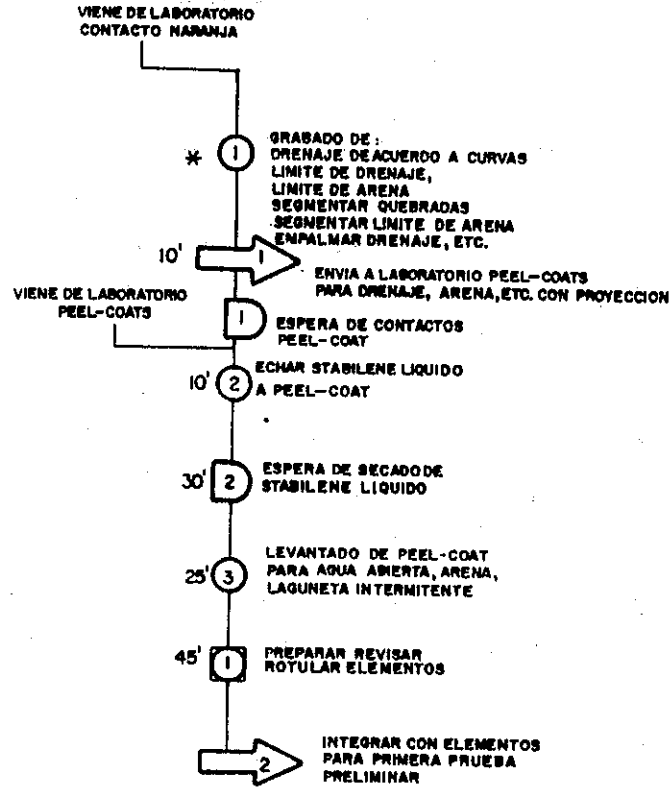 VIENE DE LABORATORIO
CONTACTO NARANJA
*
1
GRABADO DE:
DRENAJE DE ACUERDO A CURVAS
LIMITE DE DRENAJE,
LIMITE DE ARENA
SEGMENTAR QUEBRADAS
SEGMENTAR LIMITE DE ARENA
EMPALMAR DRENAJE, ETC.
10'
1
ENVIA A LABORATORIO PEEL-COATS
PARA DRENAJE, ARENA, ETC. CON PROYECCION
VIENE DE LABORATORIO
PEEL-COATS
1
ESPERA DE CONTACTOS
PEEL-COAT
10'
2
ECHAR STABILENE LIQUIDO
A PEEL-COAT
30'
2
ESPERA DE SECADO DE
STABILENE LIQUIDO
25'
3
LEVANTADO DE PEEL-COAT
PARA AGUA ABIERTA, ARENA,
LAGUNETA INTERMITENTE
45'
1
PREPARAR REVISAR
ROTULAR ELEMENTOS
2
INTEGRAR CON ELEMENTOS
PARA PRIMERA PRUEBA
PRELIMINAR